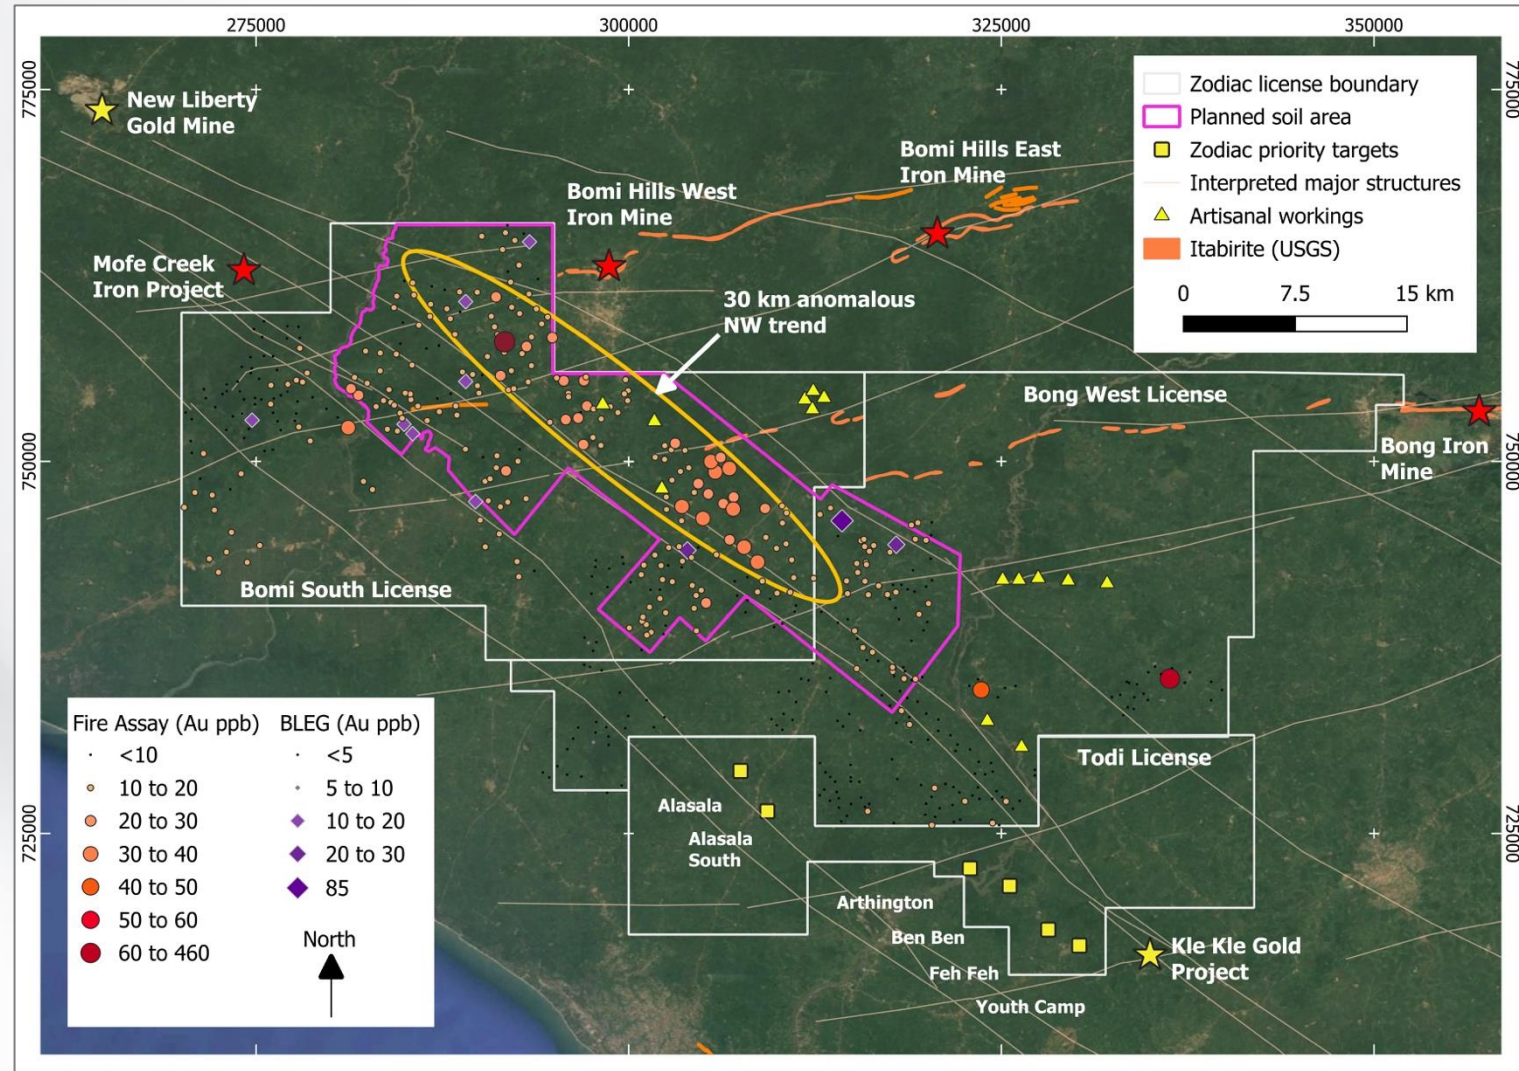 275000
300000
325000
350000
775000
750000
725000
775000
750000
725000
New Liberty
Gold Mine
Bomi Hills East
Iron Mine
Bomi Hills West
Iron Mine
Mofe Creek
Iron Project
30 km anomalous
NW trend
Zodiac license boundary
Planned soil area
Zodiac priority targets
Interpreted major structures
Artisanal workings
Itabirite (USGS)
0 7.5 15 km
Bong West License
Bong Iron
Mine
Bomi South License
Todi License
Alasala
Alasala
South
Arthington
Ben Ben
Feh Feh
Youth Camp
Kle Kle Gold
Project
Fire Assay (Au ppb)
<10
10 to 20
20 to 30
30 to 40
40 to 50
50 to 60
60 to 460
BLEG (Au ppb)
<5
5 to 10
10 to 20
20 to 30
85
North